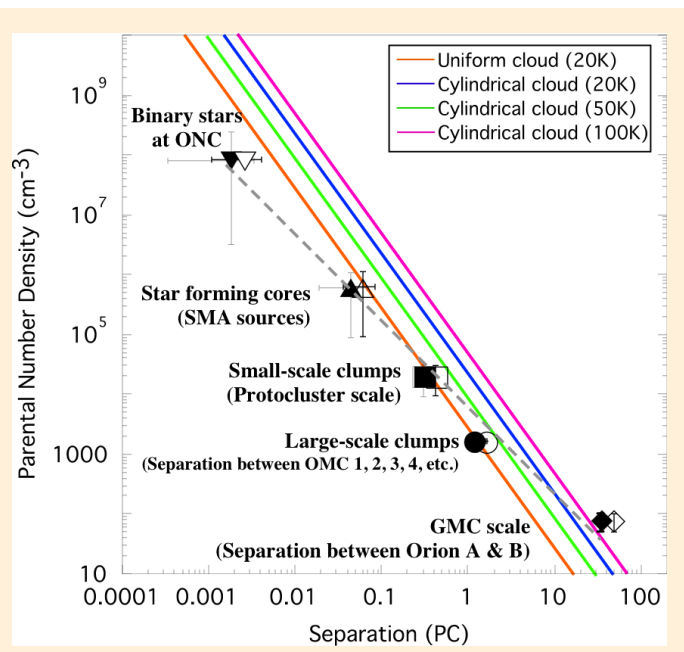 Uniform cloud (20K)
Cylindrical cloud (20K)
Cylindrical cloud (50K)
Cylindrical cloud (100K)
Parental Number Density (cm-3)
109
107
105
1000
10
Binary stars
at ONC
Star forming cores
(SMA sources)
Small-scale clumps
(Protocluster scale)
Large-scale clumps
(Separation between OMC 1, 2, 3, 4, etc.)
GMC scale
(Separation between Orion A & B)
0.0001 0.001 0.01 0.1 1 10 100
Separation (PC)